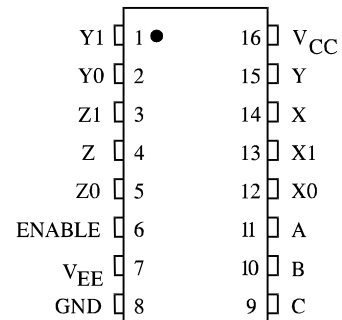 Y1 1 16 VCC
Y0 2 15 Y
Z1 3 14 X
Z 4 13 X1
Z0 5 12 X0
ENABLE 6 11 A
VEE 7 10 B
GND 8 9 C